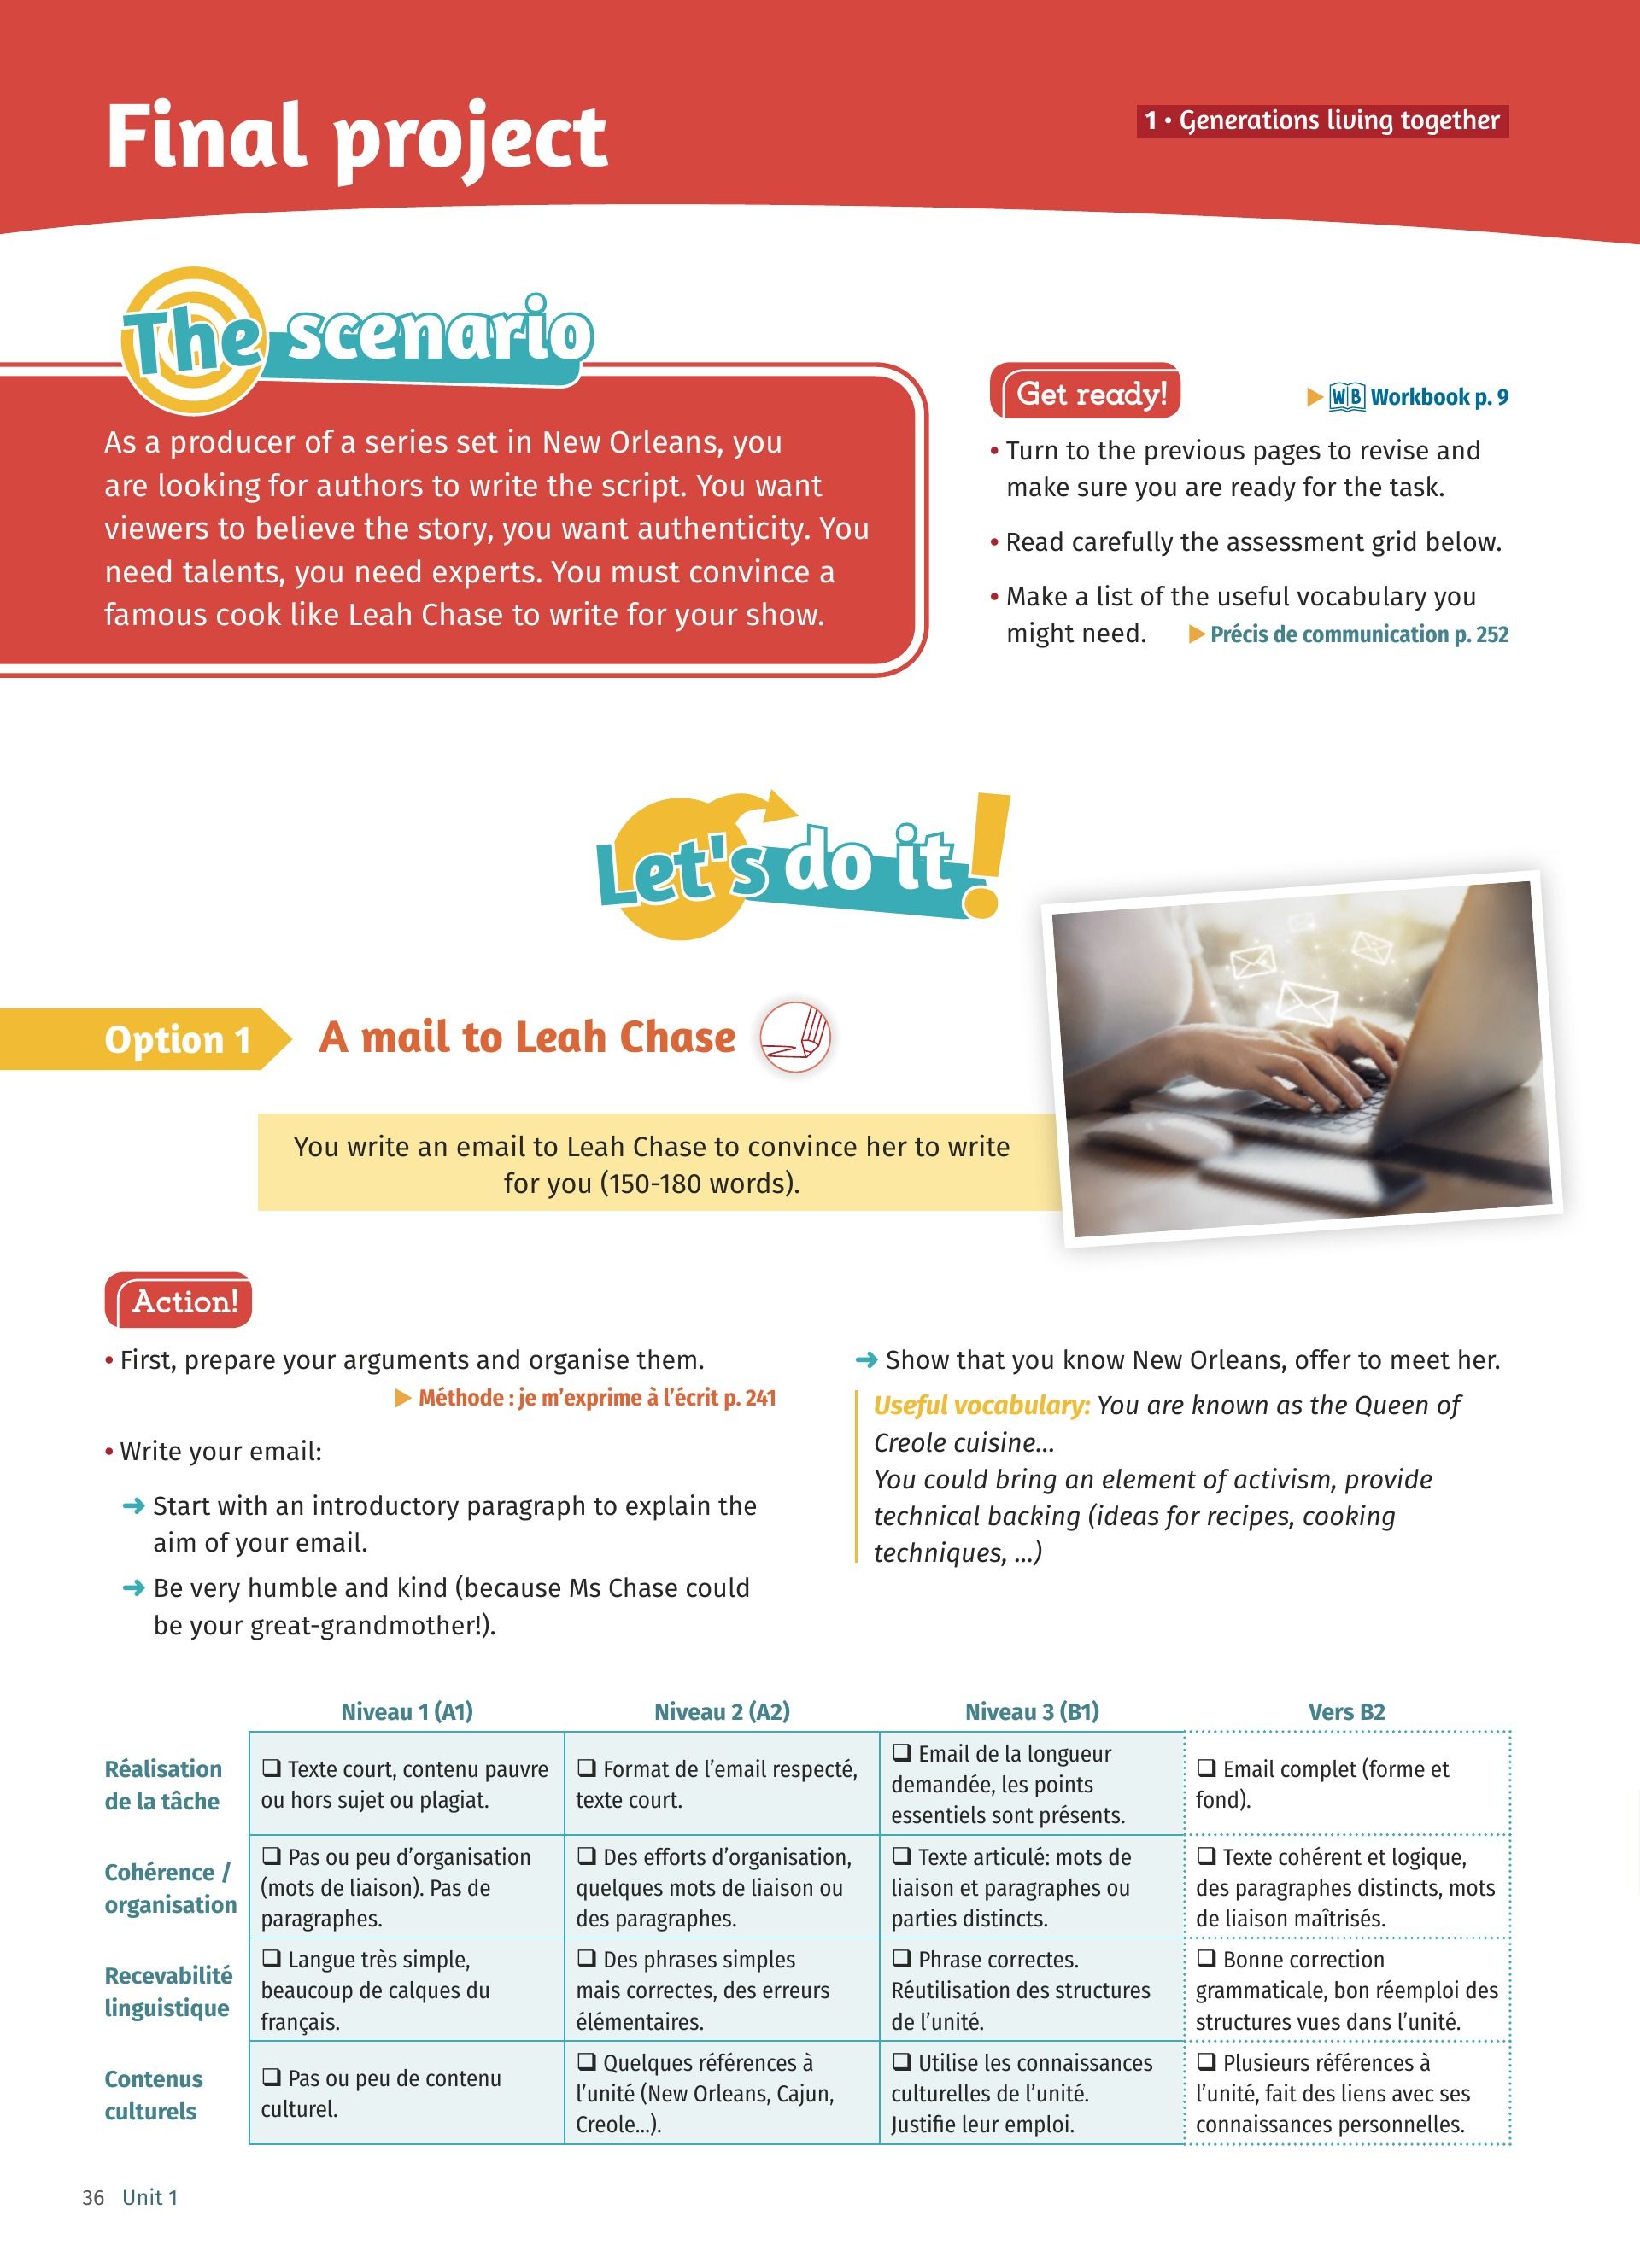 Final project
1 • Generations living together
The scenario
As a producer of a series set in New Orleans, you
are looking for authors to write the script. You want
viewers to believe the story, you want authenticity. You
need talents, you need experts. You must convince a
famous cook like Leah Chase to write for your show.
Get ready!
▶ WB Workbook p. 9
• Turn to the previous pages to revise and
make sure you are ready for the task.
• Read carefully the assessment grid below.
• Make a list of the useful vocabulary you
might need. ▶ Précis de communication p. 252
Let's do it!
Option 1
A mail to Leah Chase
You write an email to Leah Chase to convince her to write
for you (150-180 words).
Action!
• First, prepare your arguments and organise them.
▶ Méthode : je m'exprime à l'écrit p. 241
• Write your email:
➜ Start with an introductory paragraph to explain the
aim of your email.
➜ Be very humble and kind (because Ms Chase could
be your great-grandmother!).
➜ Show that you know New Orleans, offer to meet her.
Useful vocabulary: You are known as the Queen of
Creole cuisine...
You could bring an element of activism, provide
technical backing (ideas for recipes, cooking
techniques, ...)
Niveau 1 (A1)
Niveau 2 (A2)
Niveau 3 (B1)
Vers B2
Réalisation
de la tâche
❑ Texte court, contenu pauvre
ou hors sujet ou plagiat.
❑ Format de l'email respecté,
texte court.
❑ Email de la longueur
demandée, les points
essentiels sont présents.
❑ Email complet (forme et
fond).
Cohérence /
organisation
❑ Pas ou peu d'organisation
(mots de liaison). Pas de
paragraphes.
❑ Des efforts d'organisation,
quelques mots de liaison ou
des paragraphes.
❑ Texte articulé: mots de
liaison et paragraphes ou
parties distincts.
❑ Texte cohérent et logique,
des paragraphes distincts, mots
de liaison maîtrisés.
Recevabilité
linguistique
❑ Langue très simple,
beaucoup de calques du
français.
❑ Des phrases simples
mais correctes, des erreurs
élémentaires.
❑ Phrase correctes.
Réutilisation des structures
de l'unité.
❑ Bonne correction
grammaticale, bon réemploi des
structures vues dans l'unité.
Contenus
culturels
❑ Pas ou peu de contenu
culturel.
❑ Quelques références à
l'unité (New Orleans, Cajun,
Creole...).
❑ Utilise les connaissances
culturelles de l'unité.
Justifie leur emploi.
❑ Plusieurs références à
l'unité, fait des liens avec ses
connaissances personnelles.
36 Unit 1